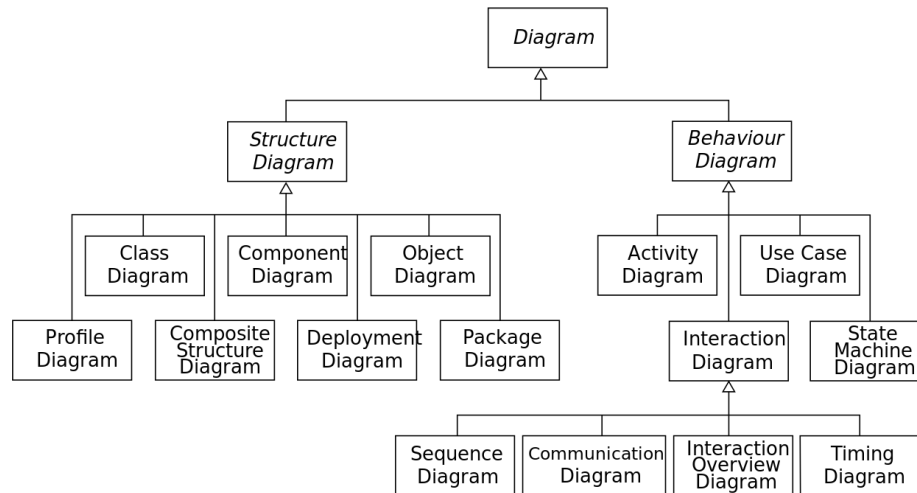 Diagram
Structure
Diagram
Behaviour
Diagram
Class
Diagram
Component
Diagram
Object
Diagram
Activity
Diagram
Use Case
Diagram
Profile
Diagram
Composite
Structure
Diagram
Deployment
Diagram
Package
Diagram
Interaction
Diagram
State
Machine
Diagram
Sequence
Diagram
Communication
Diagram
Interaction
Overview
Diagram
Timing
Diagram